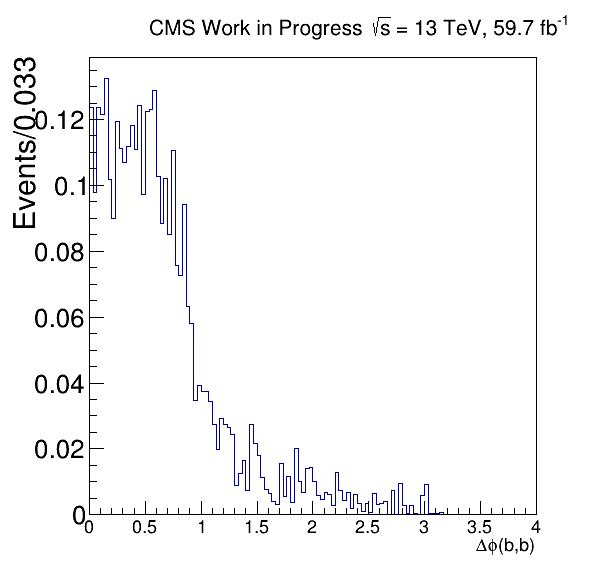 CMS Work in Progress √s = 13 TeV, 59.7 fb⁻¹
Events/0.033
0.12
0.1
0.08
0.06
0.04
0.02
0
0 0.5 1 1.5 2 2.5 3 3.5 4
Δϕ(b,b)